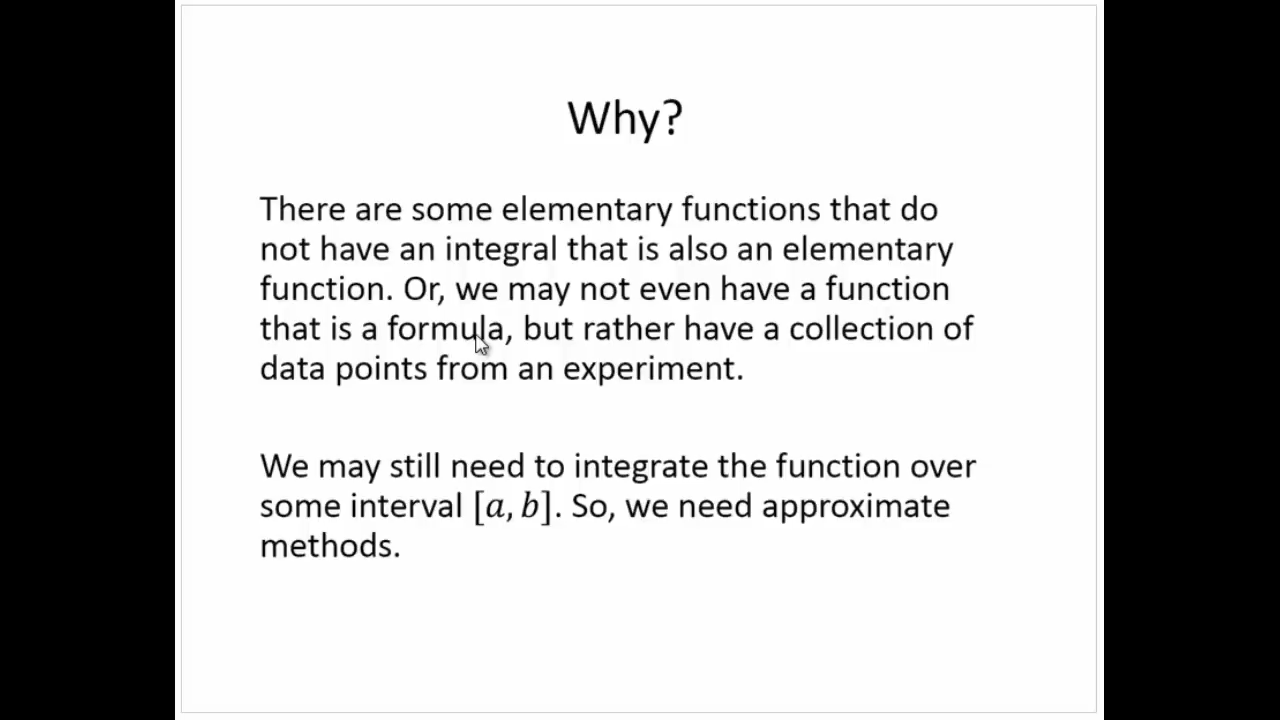 Why?
There are some elementary functions that do
not have an integral that is also an elementary
function. Or, we may not even have a function
that is a formula, but rather have a collection of
data points from an experiment.
We may still need to integrate the function over
some interval [a, b]. So, we need approximate
methods.